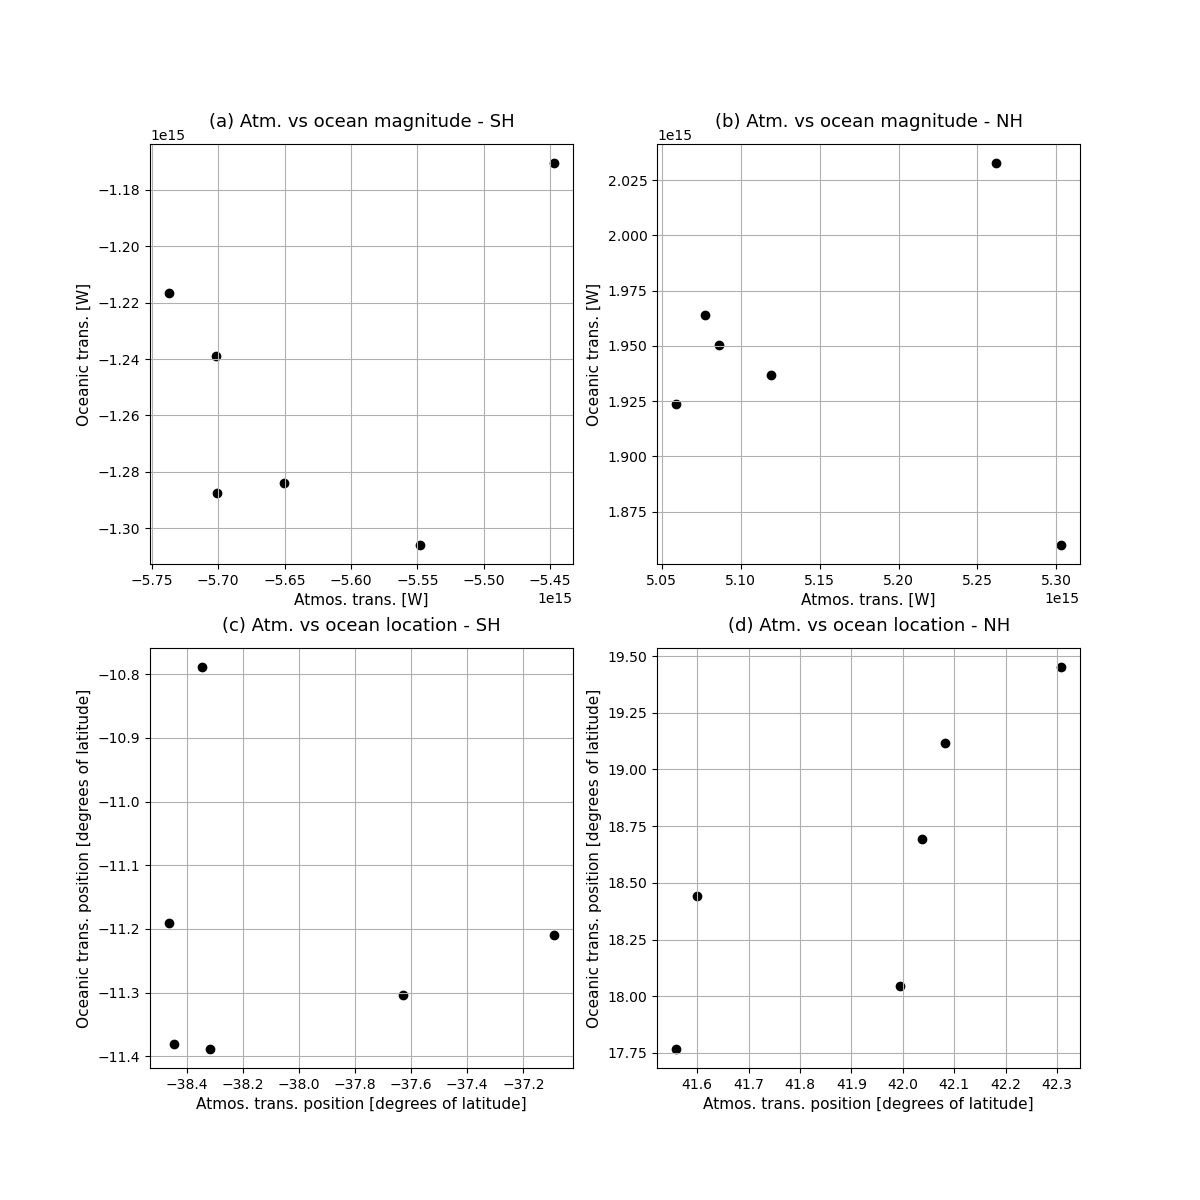 (a) Atm. vs ocean magnitude - SH
1e15
−1.18
−1.20
−1.22
−1.24
−1.26
−1.28
−1.30
Oceanic trans. [W]
−5.75 −5.70 −5.65 −5.60 −5.55 −5.50 −5.45
Atmos. trans. [W]
1e15
(b) Atm. vs ocean magnitude - NH
1e15
2.025
2.000
1.975
1.950
1.925
1.900
1.875
Oceanic trans. [W]
5.05 5.10 5.15 5.20 5.25 5.30
Atmos. trans. [W]
1e15
(c) Atm. vs ocean location - SH
−10.8
−10.9
−11.0
−11.1
−11.2
−11.3
−11.4
Oceanic trans. position [degrees of latitude]
−38.4 −38.2 −38.0 −37.8 −37.6 −37.4 −37.2
Atmos. trans. position [degrees of latitude]
(d) Atm. vs ocean location - NH
19.50
19.25
19.00
18.75
18.50
18.25
18.00
17.75
Oceanic trans. position [degrees of latitude]
41.6 41.7 41.8 41.9 42.0 42.1 42.2 42.3
Atmos. trans. position [degrees of latitude]